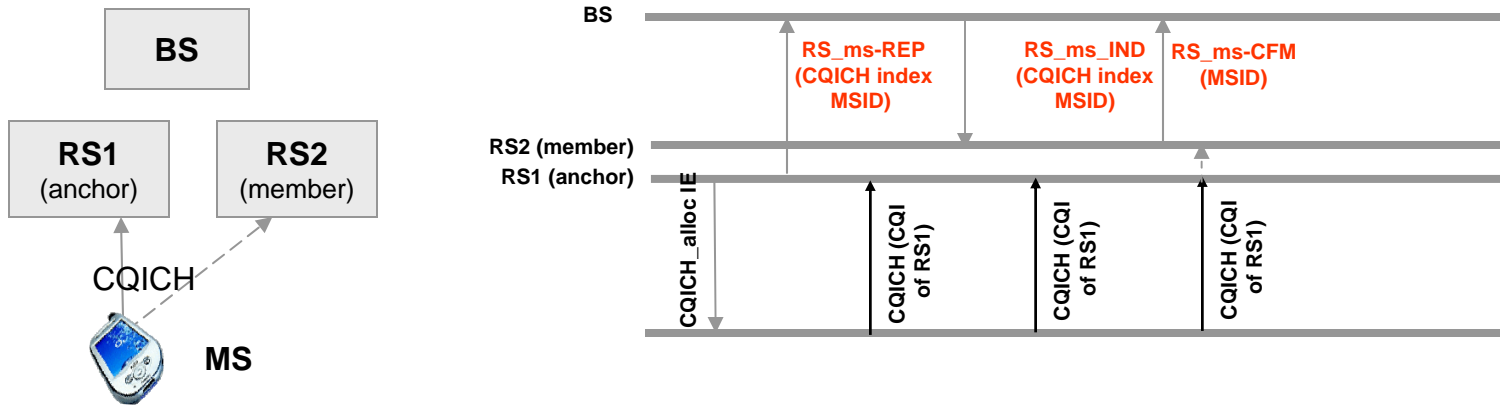 BS
RS1
(anchor)
RS2
(member)
CQICH
MS
BS
RS_ms-REP
(CQICH index
MSID)
RS_ms_IND
(CQICH index
MSID)
RS_ms-CFM
(MSID)
RS2 (member)
RS1 (anchor)
CQICH_alloc IE
CQICH (CQI
of RS1)
CQICH (CQI
of RS1)
CQICH (CQI
of RS1)